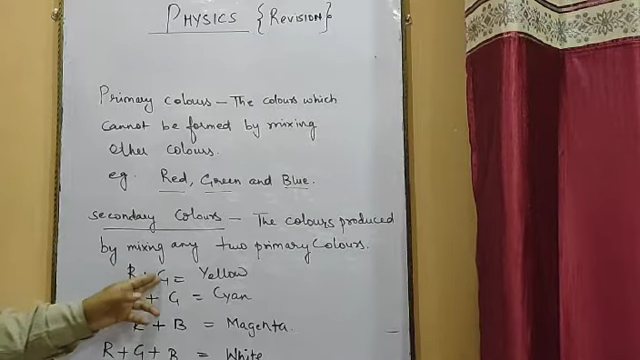 PHYSICS {REVISION}
Primary colours - The colours which
cannot be formed by mixing
other colours.
eg. Red, Green and Blue.
secondary colours - The colours produced
by mixing any two primary Colours.
R + G = Yellow
+ G = Cyan
R + B = Magenta.
R + G + B = White